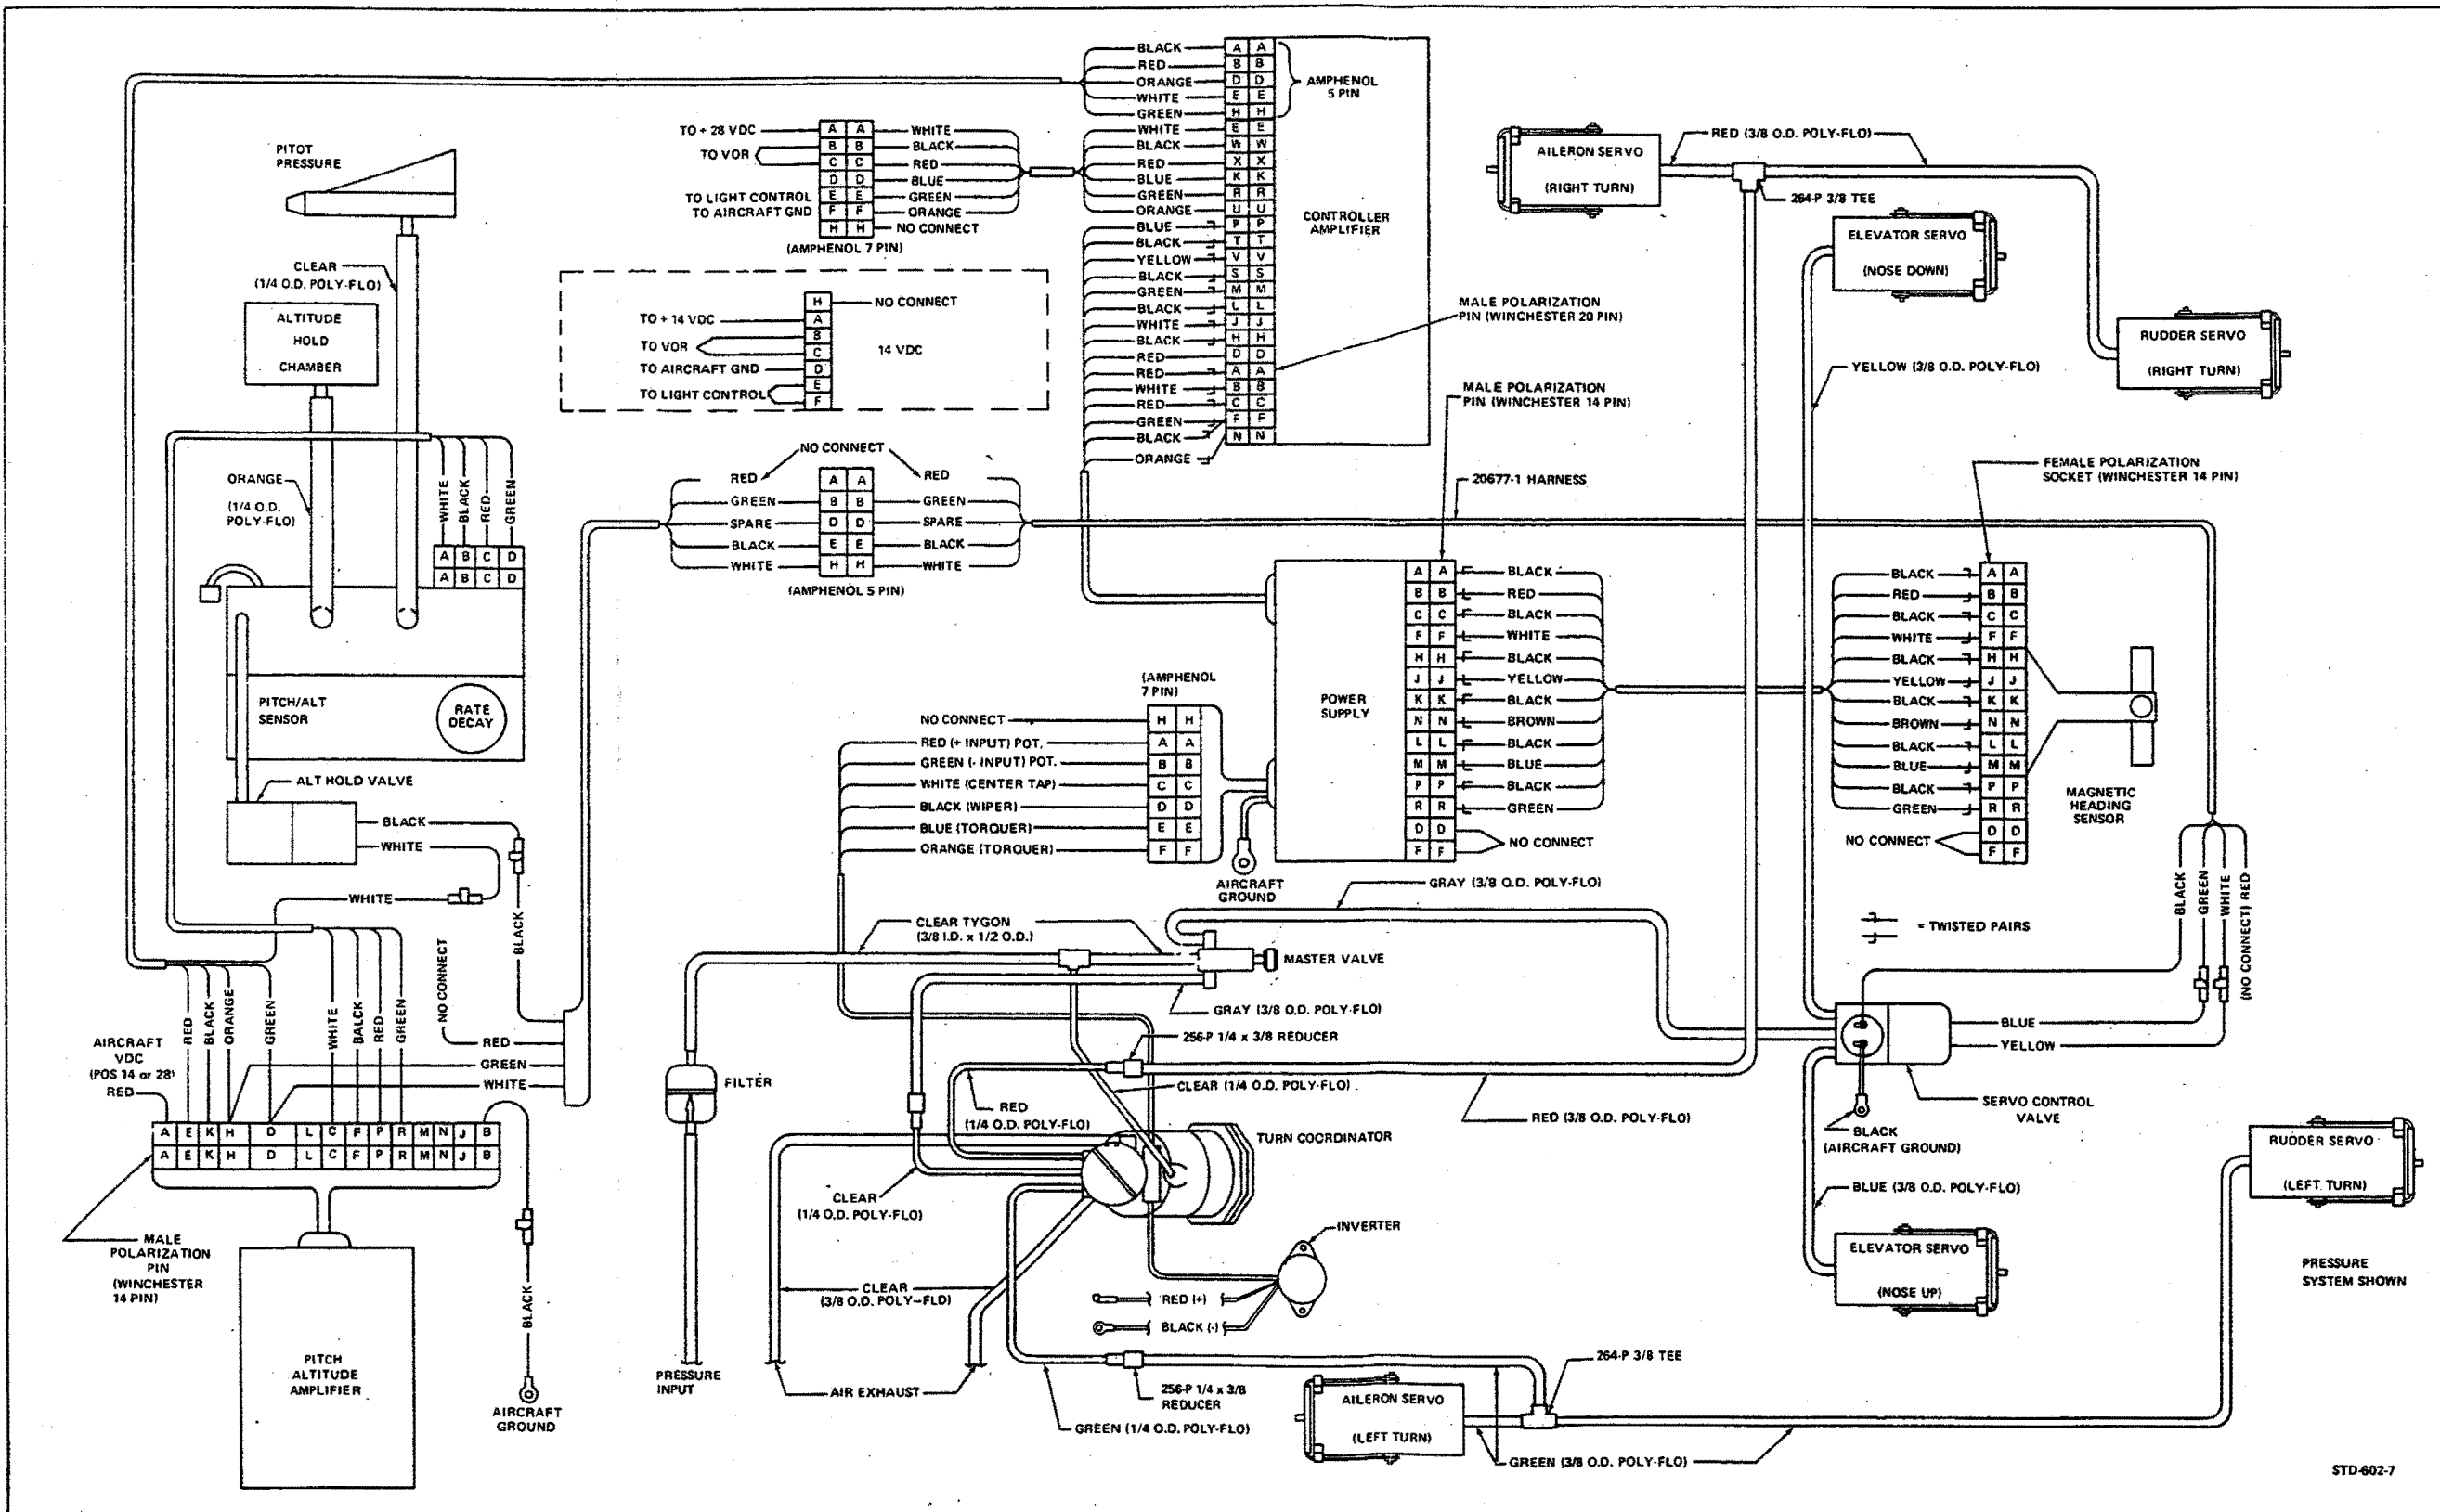 BLACK A A
RED B B
ORANGE D D
WHITE E E
GREEN H H
AMPHENOL
5 PIN
WHITE E E
BLACK W W
RED X X
BLUE K K
GREEN R R
ORANGE U U
BLUE P P
BLACK T T
YELLOW V V
BLACK S S
GREEN M M
BLACK L L
WHITE J J
BLACK H H
RED D D
RED A A
WHITE B B
RED C C
GREEN F F
BLACK N N
ORANGE
CONTROLLER
AMPLIFIER
TO + 28 VDC A A WHITE
TO VOR
B B BLACK
C C RED
D D BLUE
TO LIGHT CONTROL E E GREEN
TO AIRCRAFT GND F F ORANGE
H H NO CONNECT
(AMPHENOL 7 PIN)
H NO CONNECT
TO + 14 VDC A
TO VOR
B
C
14 VDC
TO AIRCRAFT GND D
E
TO LIGHT CONTROL
F
PITOT
PRESSURE
CLEAR
(1/4 O.D. POLY-FLO)
ALTITUDE
HOLD
CHAMBER
ORANGE
(1/4 O.D.
POLY-FLO)
WHITE
BLACK
RED
GREEN
A B C D
A B C D
PITCH/ALT
SENSOR
RATE
DECAY
ALT HOLD VALVE
BLACK
WHITE
WHITE
BLACK
NO CONNECT
RED A A RED
GREEN B B GREEN
SPARE D D SPARE
BLACK E E BLACK
WHITE H H WHITE
(AMPHENOL 5 PIN)
AILERON SERVO
(RIGHT TURN)
RED (3/8 O.D. POLY-FLO)
264-P 3/8 TEE
ELEVATOR SERVO
(NOSE DOWN)
RUDDER SERVO
(RIGHT TURN)
YELLOW (3/8 O.D. POLY-FLO)
MALE POLARIZATION
PIN (WINCHESTER 20 PIN)
MALE POLARIZATION
PIN (WINCHESTER 14 PIN)
20677-1 HARNESS
FEMALE POLARIZATION
SOCKET (WINCHESTER 14 PIN)
POWER
SUPPLY
A A BLACK
B B RED
C C BLACK
F F WHITE
H H BLACK
J J YELLOW
K K BLACK
N N BROWN
L L BLACK
M M BLUE
P P BLACK
R R GREEN
D D
NO CONNECT
F F
BLACK A A
RED B B
BLACK C C
WHITE F F
BLACK H H
YELLOW J J
BLACK K K
BROWN N N
BLACK L L
BLUE M M
BLACK P P
GREEN R R
D D
NO CONNECT
F F
MAGNETIC
HEADING
SENSOR
(AMPHENOL
7 PIN)
NO CONNECT H H
RED (+ INPUT) POT. A A
GREEN (- INPUT) POT. B B
WHITE (CENTER TAP) C C
BLACK (WIPER) D D
BLUE (TORQUER) E E
ORANGE (TORQUER) F F
AIRCRAFT
GROUND
GRAY (3/8 O.D. POLY-FLO)
CLEAR TYGON
(3/8 I.D. x 1/2 O.D.)
MASTER VALVE
GRAY (3/8 O.D. POLY-FLO)
256-P 1/4 x 3/8 REDUCER
CLEAR (1/4 O.D. POLY-FLO)
RED
(1/4 O.D. POLY-FLO)
RED (3/8 O.D. POLY-FLO)
TURN COORDINATOR
FILTER
CLEAR
(1/4 O.D. POLY-FLO)
CLEAR
(3/8 O.D. POLY-FLD)
INVERTER
RED (+)
BLACK (-)
PRESSURE
INPUT
AIR EXHAUST
256-P 1/4 x 3/8
REDUCER
GREEN (1/4 O.D. POLY-FLO)
264-P 3/8 TEE
AILERON SERVO
(LEFT TURN)
GREEN (3/8 O.D. POLY-FLO)
= TWISTED PAIRS
BLACK
GREEN
WHITE
(NO CONNECT) RED
BLUE
YELLOW
SERVO CONTROL
VALVE
BLACK
(AIRCRAFT GROUND)
BLUE (3/8 O.D. POLY-FLO)
ELEVATOR SERVO
(NOSE UP)
RUDDER SERVO
(LEFT TURN)
PRESSURE
SYSTEM SHOWN
AIRCRAFT
VDC
(POS 14 or 28)
RED
RED
BLACK
ORANGE
GREEN
WHITE
BALCK
RED
GREEN
NO CONNECT
RED
GREEN
WHITE
A E K H D L C F P R M N J B
A E K H D L C F P R M N J B
MALE
POLARIZATION
PIN
(WINCHESTER
14 PIN)
PITCH
ALTITUDE
AMPLIFIER
BLACK
AIRCRAFT
GROUND
STD-602-7